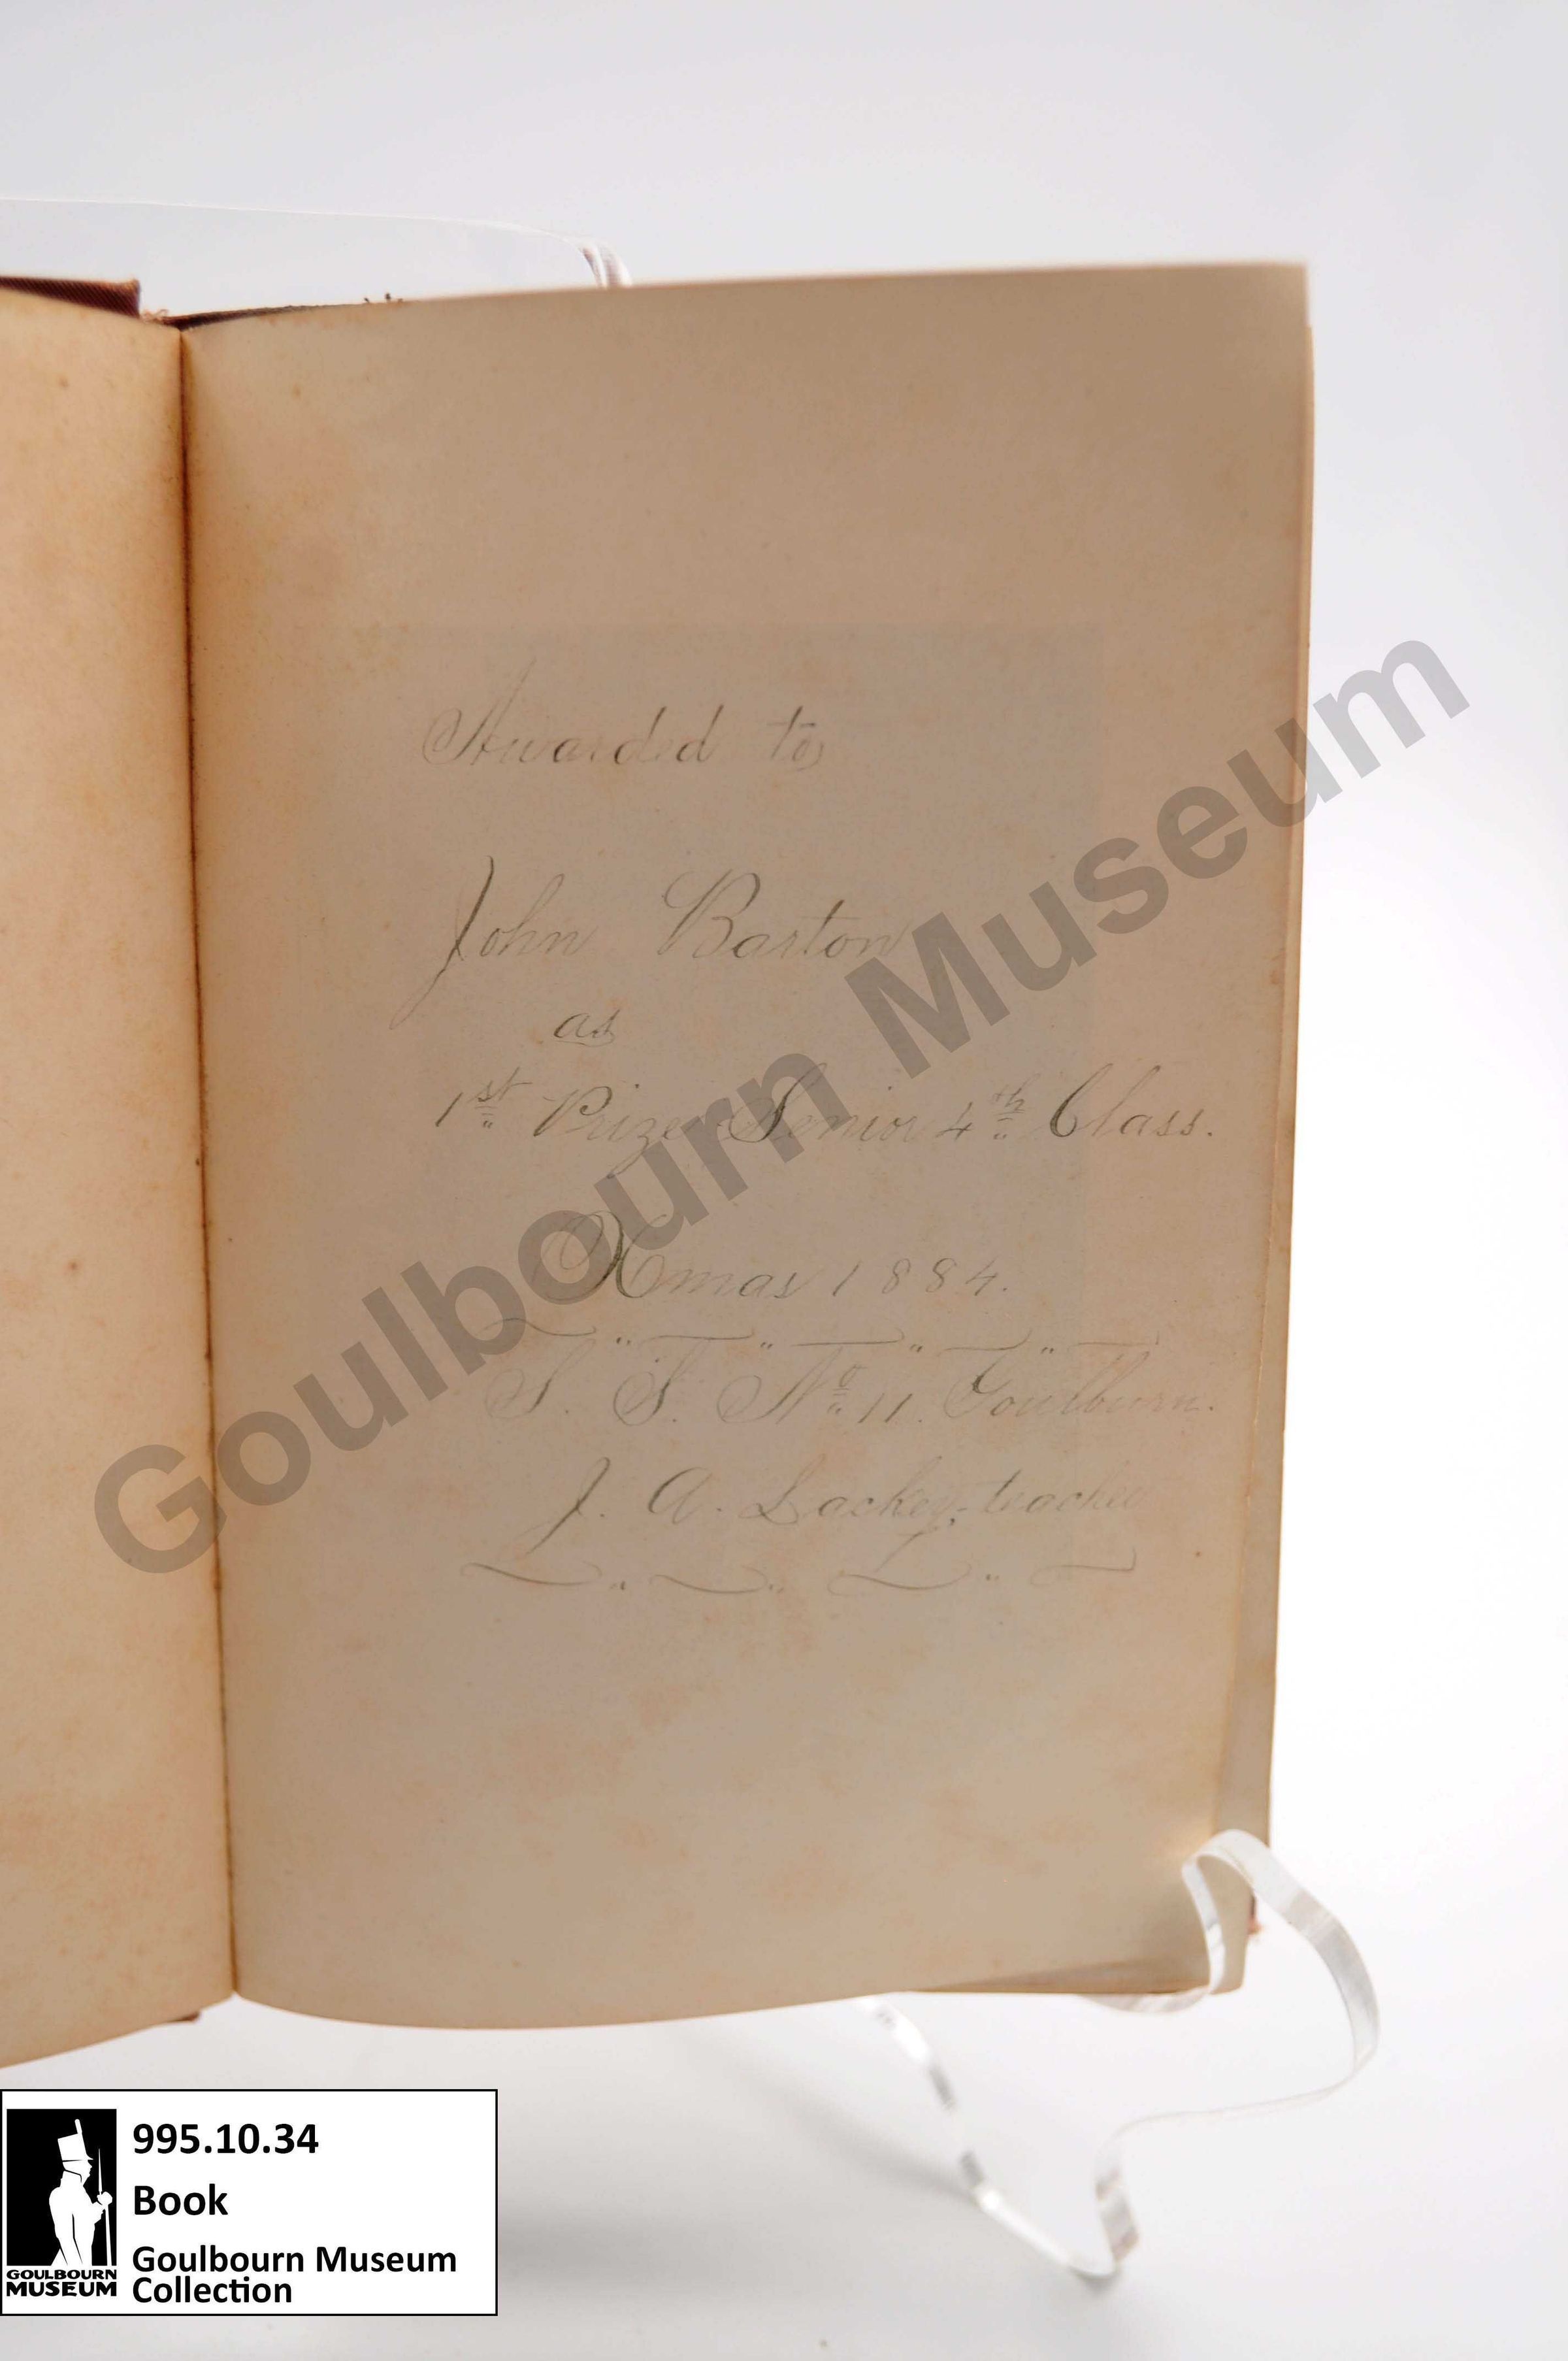 Awarded to
John Barton
as
1st Prize Senior 4th Class.
Xmas 1884.
S. S. No 11. Goulburn.
J. A. Lackey, teacher
Goulbourn Museum
995.10.34
Book
Goulbourn Museum
Collection
GOULBOURN
MUSEUM